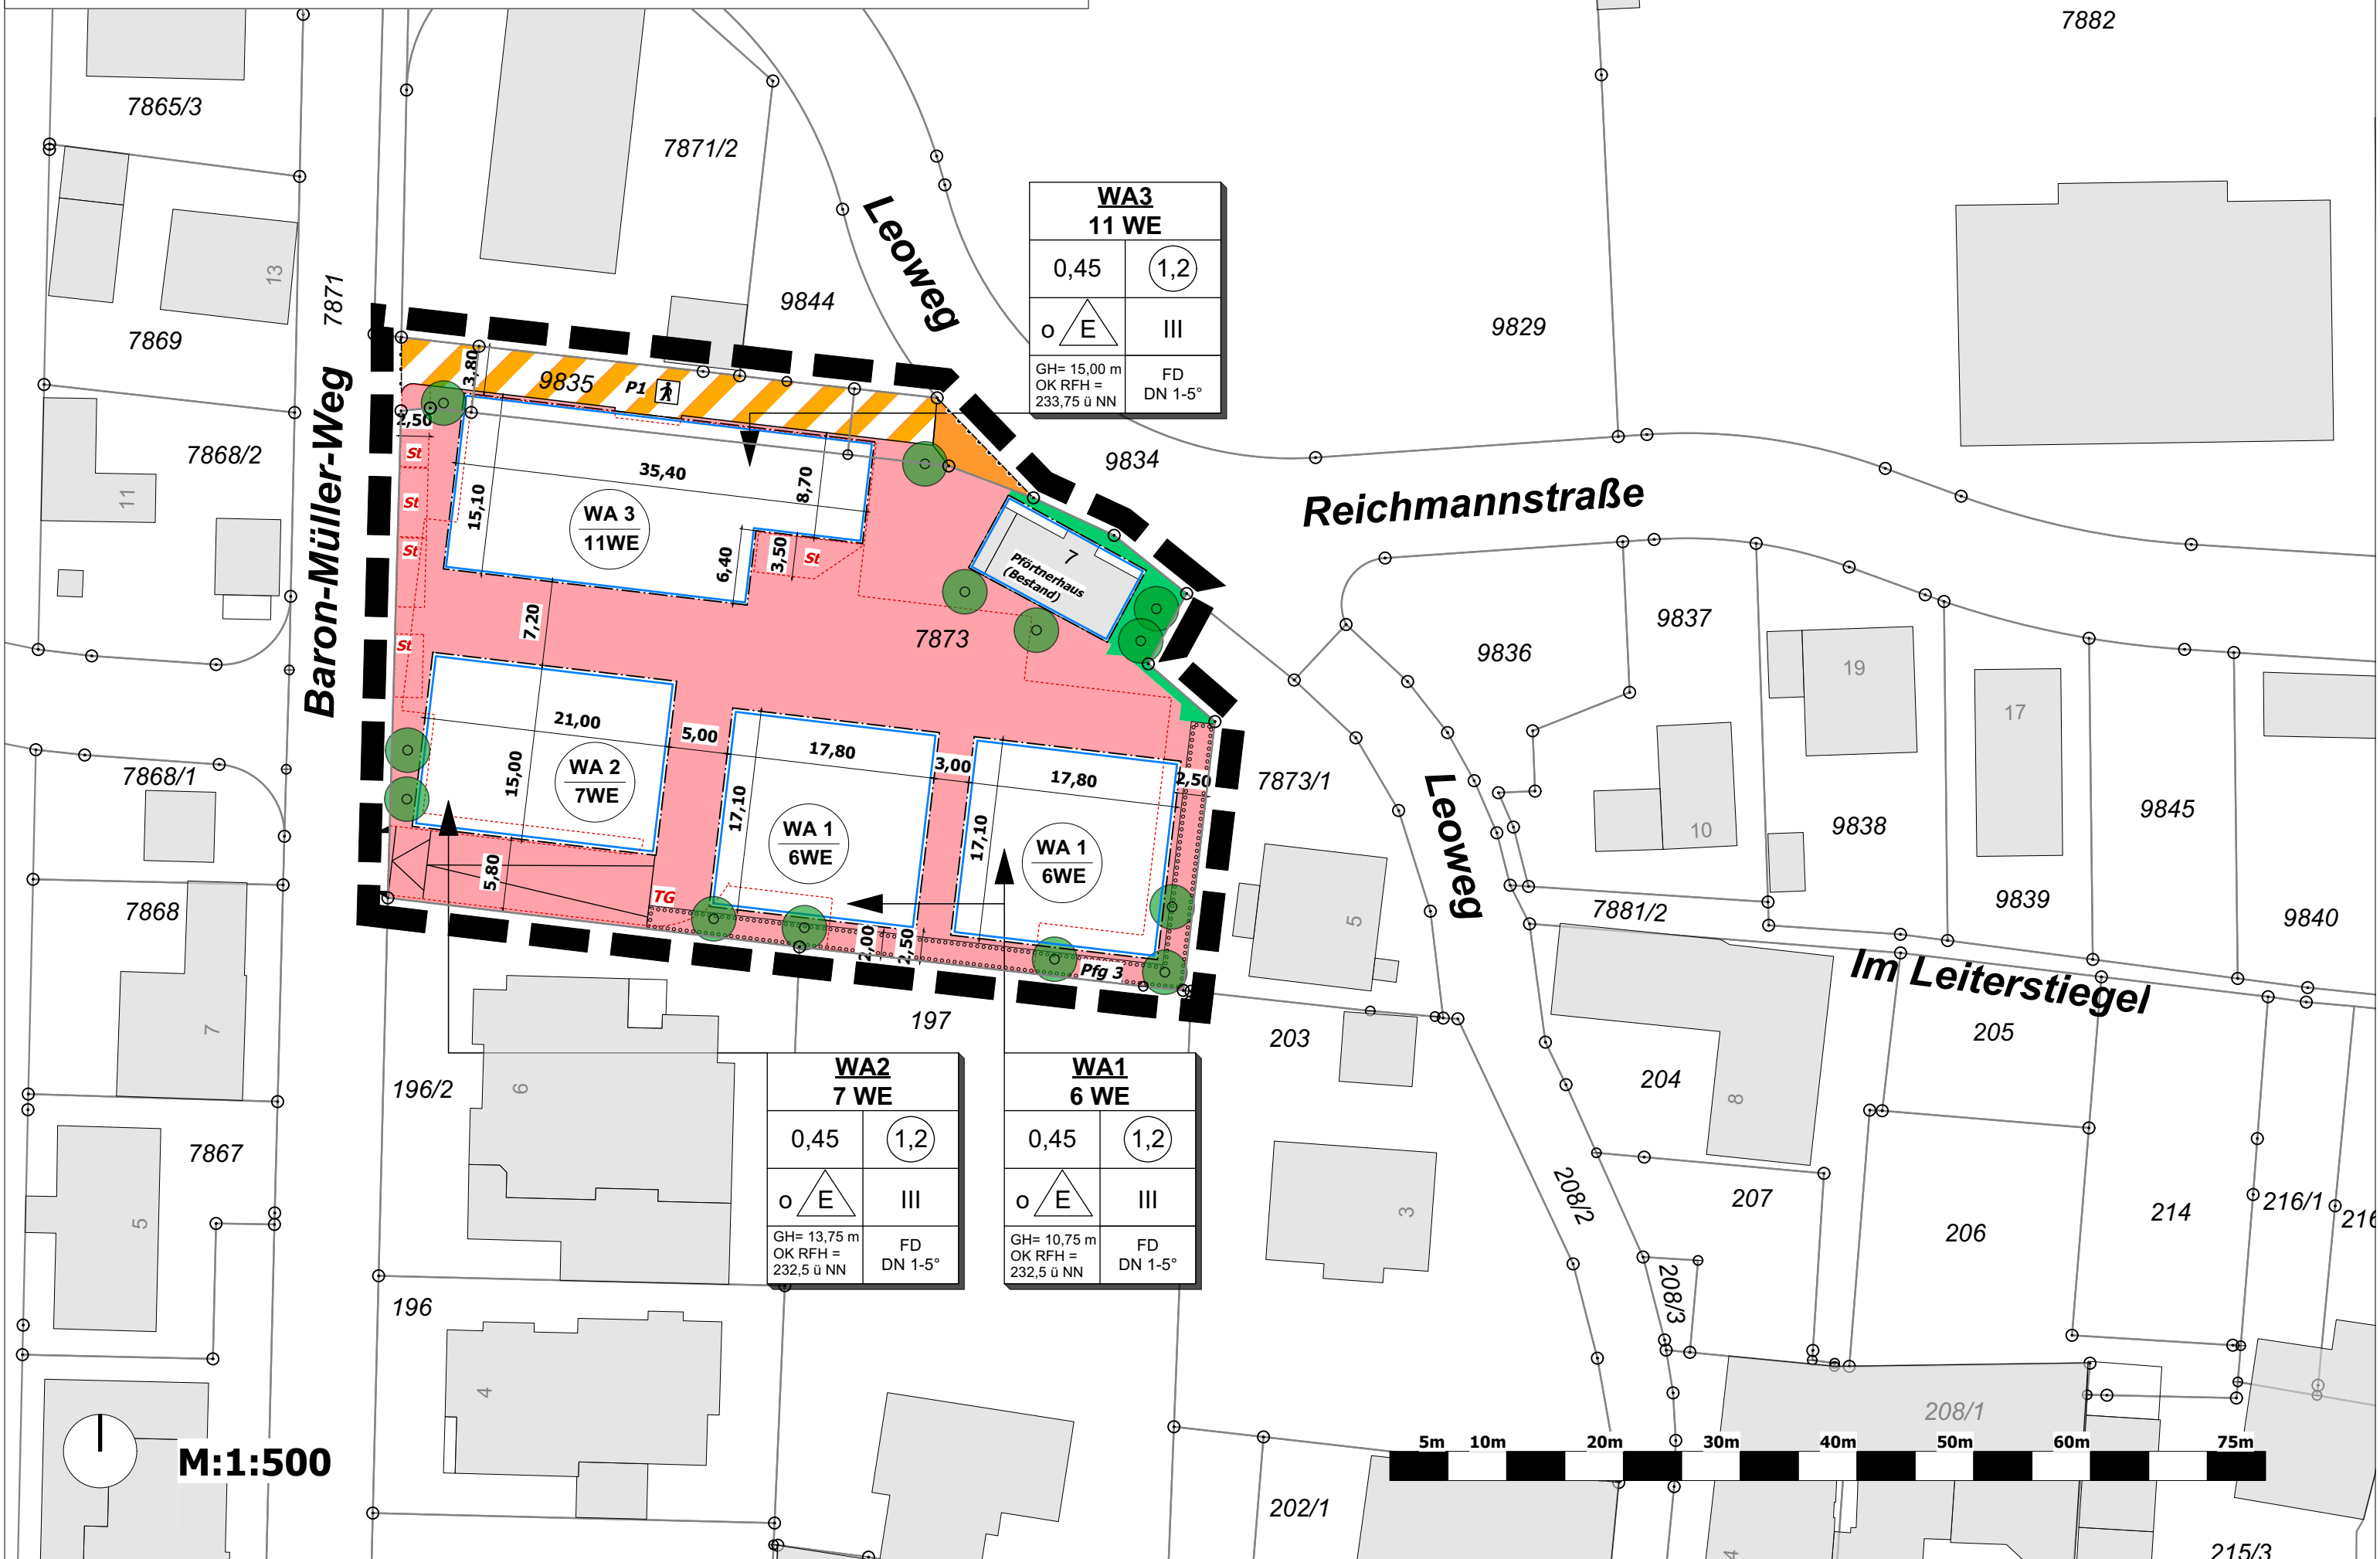 7882
7865/3
7871/2
Leoweg
WA3
11 WE
0,45
1,2
o
E
III
GH= 15,00 m
OK RFH =
233,75 ü NN
FD
DN 1-5°
13
7871
9844
9829
7869
3,80
9835
P1
Baron-Müller-Weg
2,50
7868/2
11
St
St
St
St
35,40
15,10
8,70
WA 3
11WE
6,40
3,50
St
9834
Reichmannstraße
7
Pförtnerhaus
(Bestand)
7,20
7873
9836
9837
19
17
21,00
5,00
15,00
WA 2
7WE
17,80
3,00
17,80
2,50
17,10
17,10
WA 1
6WE
WA 1
6WE
7873/1
Leoweg
10
9838
9845
7868/1
5,80
TG
2,00
2,50
Pfg 3
5
7868
7881/2
9839
9840
Im Leiterstiegel
7
197
203
205
196/2
6
204
8
WA2
7 WE
0,45
1,2
o
E
III
GH= 13,75 m
OK RFH =
232,5 ü NN
FD
DN 1-5°
WA1
6 WE
0,45
1,2
o
E
III
GH= 10,75 m
OK RFH =
232,5 ü NN
FD
DN 1-5°
7867
5
3
208/2
207
206
214
216/1
216
208/3
196
4
208/1
M:1:500
5m
10m
20m
30m
40m
50m
60m
75m
202/1
4
215/3